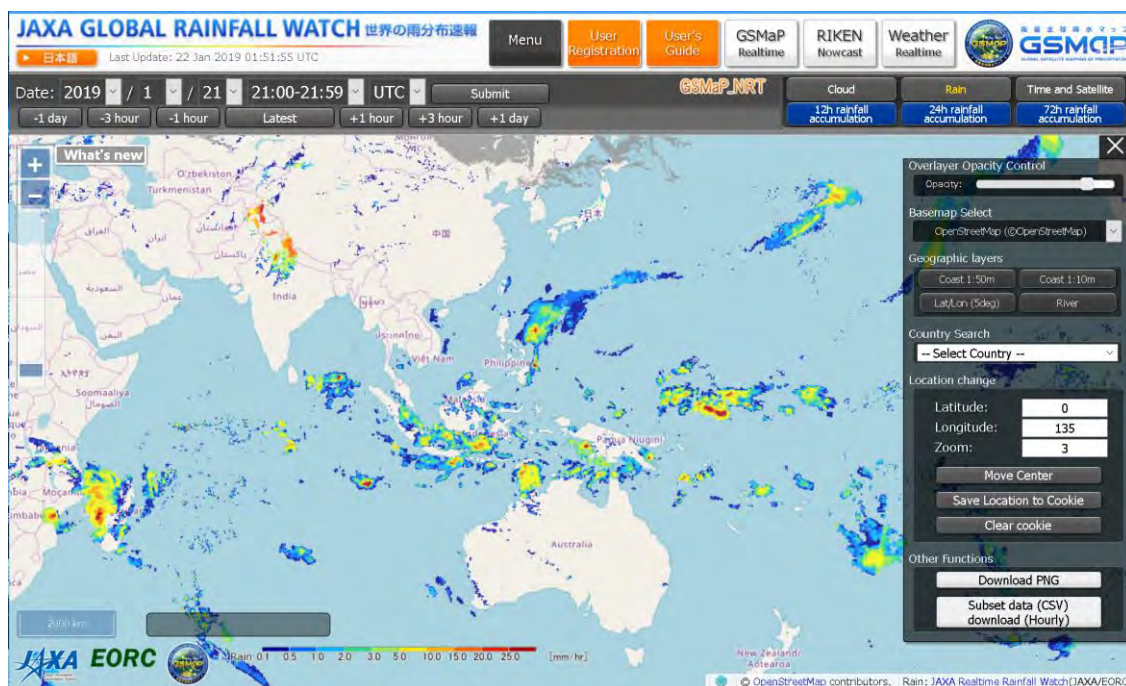 JAXA GLOBAL RAINFALL WATCH 世界の雨分布速報
日本語
Last Update: 22 Jan 2019 01:51:55 UTC
Menu
User Registration
User's Guide
GSMaP Realtime
RIKEN Nowcast
Weather Realtime
GSMaP
Date: 2019 / 1 / 21 21:00-21:59 UTC Submit
GSMaP_NRT
Cloud
Rain
Time and Satellite
-1 day
-3 hour
-1 hour
Latest
+1 hour
+3 hour
+1 day
12h rainfall accumulation
24h rainfall accumulation
72h rainfall accumulation
What's new
+
−
Overlayer Opacity Control
Opacity:
Basemap Select
OpenStreetMap (©OpenStreetMap)
Geographic layers
Coast 1:50m
Coast 1:10m
Lat/Lon (5deg)
River
Country Search
-- Select Country --
Location change
Latitude: 0
Longitude: 135
Zoom: 3
Move Center
Save Location to Cookie
Clear cookie
Other Functions
Download PNG
Subset data (CSV)
download (Hourly)
O'zbekiston
Turkmenistan
افغانستان
العراق
ایران
پاکستان
السعودية
اليمن
中国
日本
India
Việt Nam
Philippine
Soomaaliya
الصومال
Papua Niugini
Australia
New Zealand/
Aotearoa
2000 km
JAXA EORC
Rain 0.1 0.5 1.0 2.0 3.0 5.0 10.0 15.0 20.0 25.0 [mm/hr]
© OpenStreetMap contributors. Rain: JAXA Realtime Rainfall Watch(JAXA/EORC